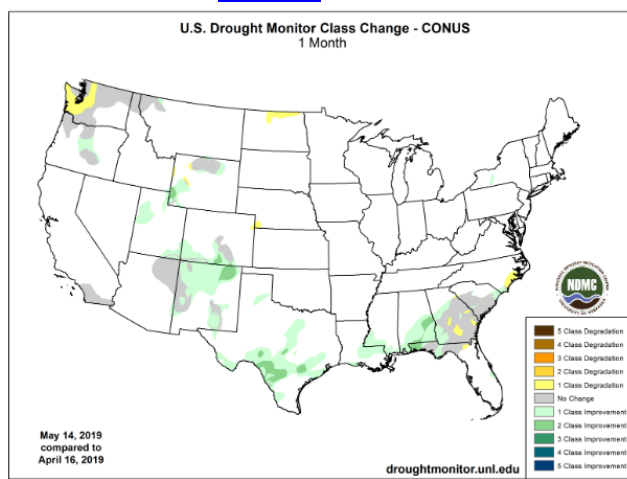 U.S. Drought Monitor Class Change - CONUS
1 Month
NDMC
5 Class Degradation
4 Class Degradation
3 Class Degradation
2 Class Degradation
1 Class Degradation
No Change
1 Class Improvement
2 Class Improvement
3 Class Improvement
4 Class Improvement
5 Class Improvement
May 14, 2019
compared to
April 16, 2019
droughtmonitor.unl.edu